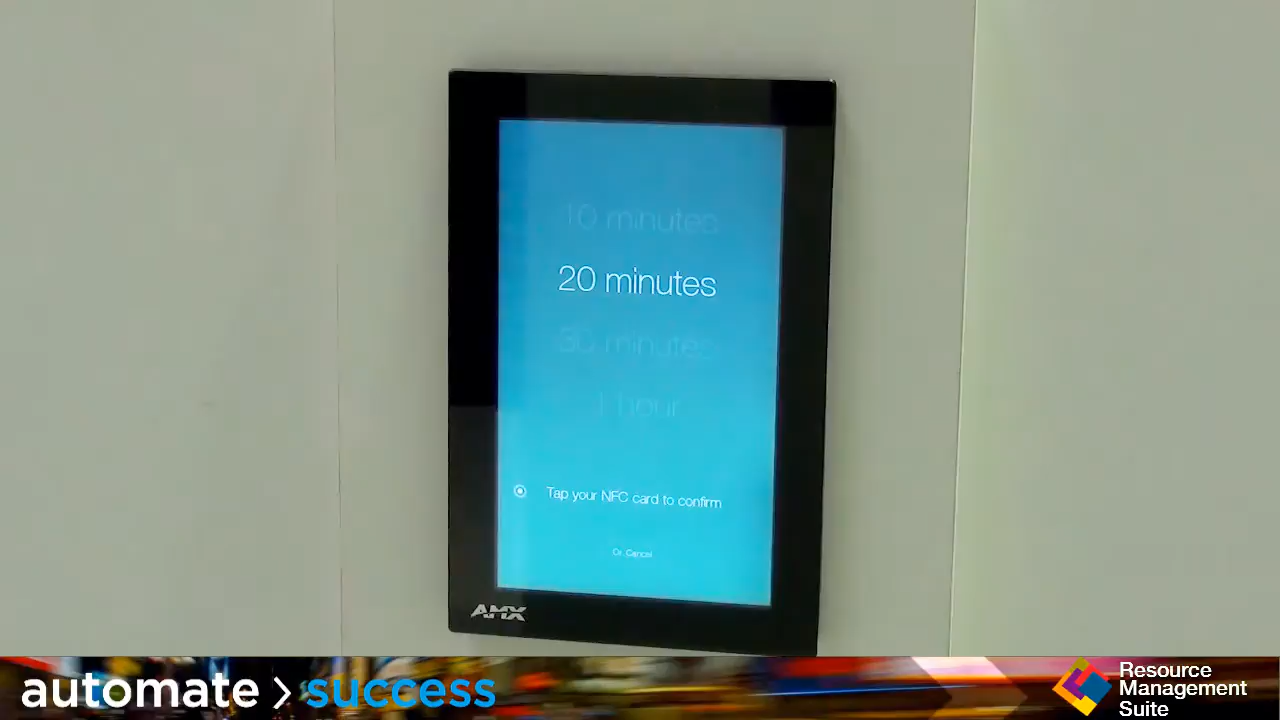 10 minutes
20 minutes
30 minutes
1 hour
Tap your NFC card to confirm
Or Cancel
AMX
automate > success
Resource
Management
Suite